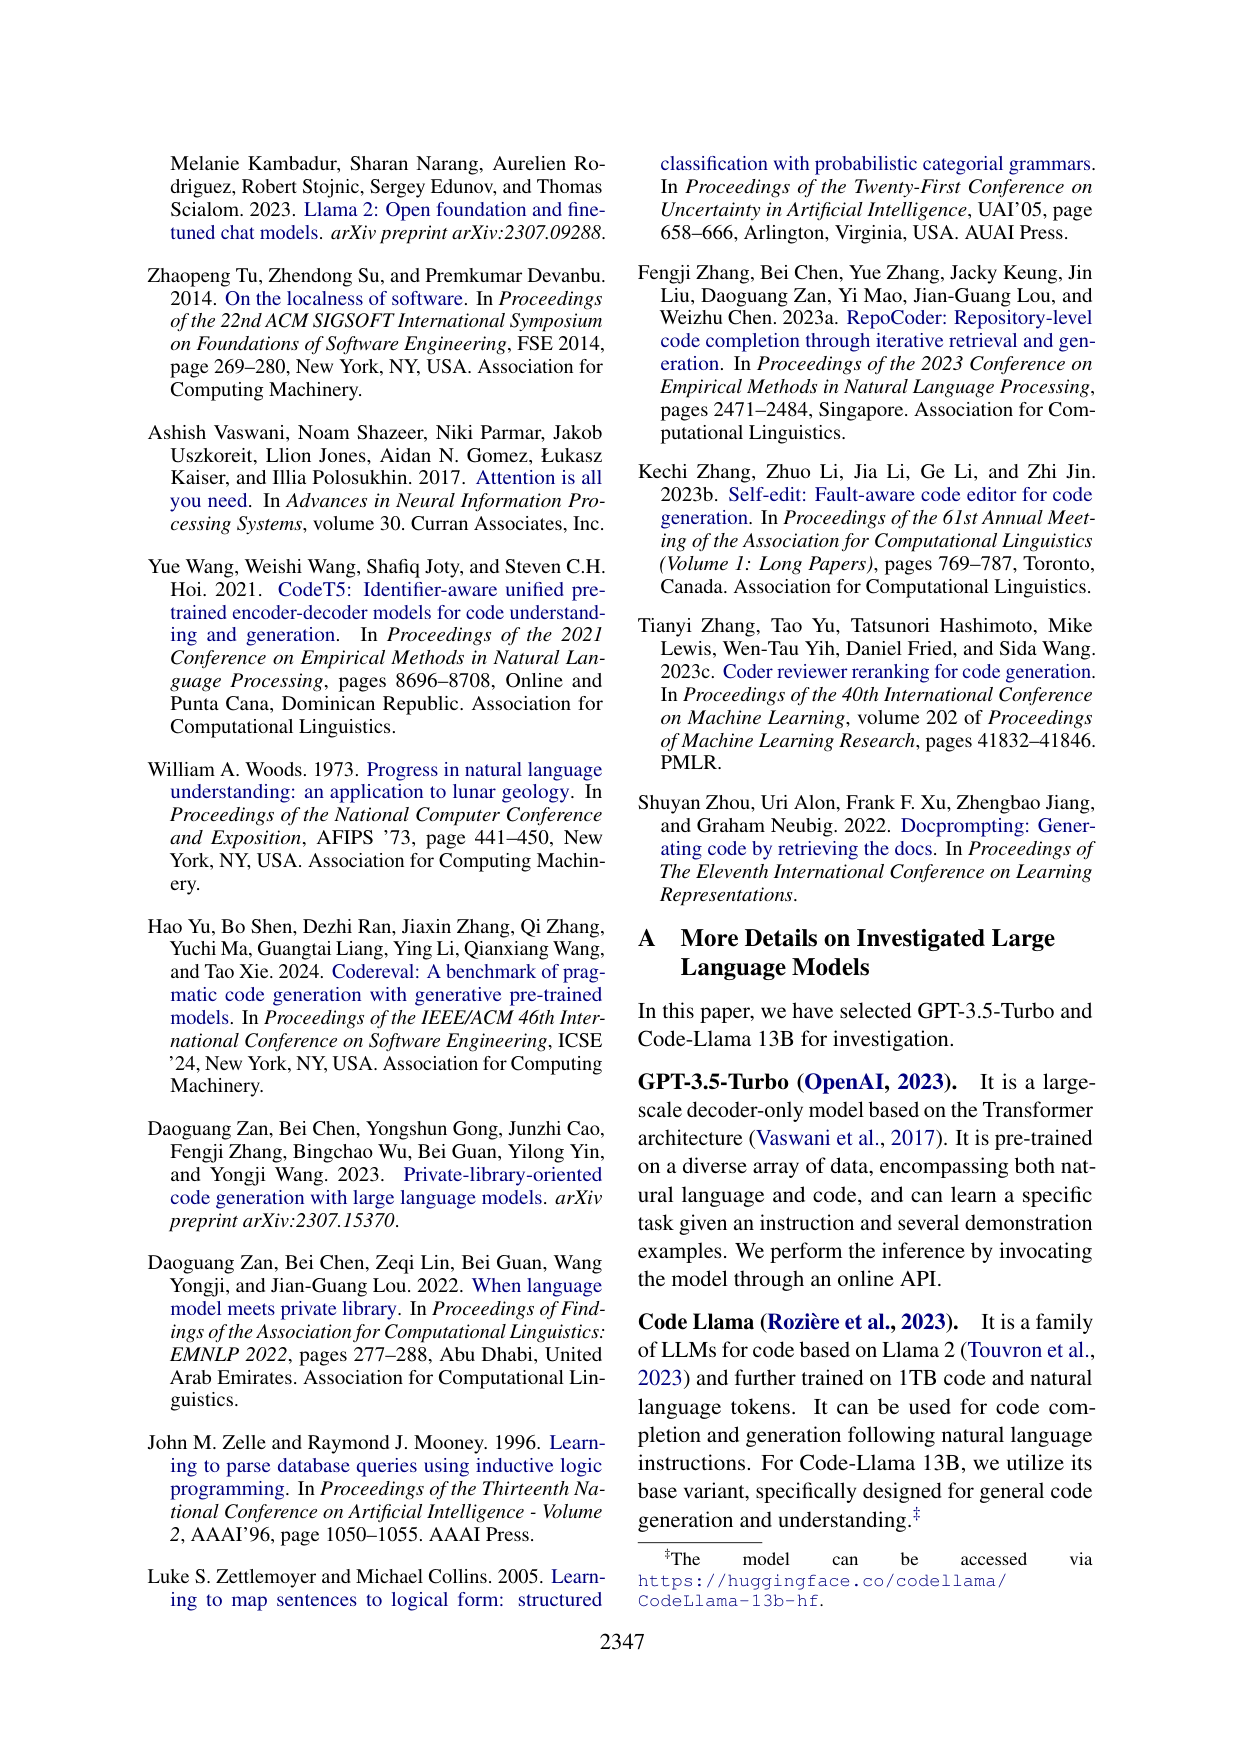 Melanie Kambadur, Sharan Narang, Aurelien Ro-
driguez, Robert Stojnic, Sergey Edunov, and Thomas
Scialom. 2023. Llama 2: Open foundation and fine-
tuned chat models. arXiv preprint arXiv:2307.09288.
Zhaopeng Tu, Zhendong Su, and Premkumar Devanbu.
2014. On the localness of software. In Proceedings
of the 22nd ACM SIGSOFT International Symposium
on Foundations of Software Engineering, FSE 2014,
page 269–280, New York, NY, USA. Association for
Computing Machinery.
Ashish Vaswani, Noam Shazeer, Niki Parmar, Jakob
Uszkoreit, Llion Jones, Aidan N. Gomez, Łukasz
Kaiser, and Illia Polosukhin. 2017. Attention is all
you need. In Advances in Neural Information Pro-
cessing Systems, volume 30. Curran Associates, Inc.
Yue Wang, Weishi Wang, Shafiq Joty, and Steven C.H.
Hoi. 2021. CodeT5: Identifier-aware unified pre-
trained encoder-decoder models for code understand-
ing and generation. In Proceedings of the 2021
Conference on Empirical Methods in Natural Lan-
guage Processing, pages 8696–8708, Online and
Punta Cana, Dominican Republic. Association for
Computational Linguistics.
William A. Woods. 1973. Progress in natural language
understanding: an application to lunar geology. In
Proceedings of the National Computer Conference
and Exposition, AFIPS ’73, page 441–450, New
York, NY, USA. Association for Computing Machin-
ery.
Hao Yu, Bo Shen, Dezhi Ran, Jiaxin Zhang, Qi Zhang,
Yuchi Ma, Guangtai Liang, Ying Li, Qianxiang Wang,
and Tao Xie. 2024. Codereval: A benchmark of prag-
matic code generation with generative pre-trained
models. In Proceedings of the IEEE/ACM 46th Inter-
national Conference on Software Engineering, ICSE
’24, New York, NY, USA. Association for Computing
Machinery.
Daoguang Zan, Bei Chen, Yongshun Gong, Junzhi Cao,
Fengji Zhang, Bingchao Wu, Bei Guan, Yilong Yin,
and Yongji Wang. 2023. Private-library-oriented
code generation with large language models. arXiv
preprint arXiv:2307.15370.
Daoguang Zan, Bei Chen, Zeqi Lin, Bei Guan, Wang
Yongji, and Jian-Guang Lou. 2022. When language
model meets private library. In Proceedings of Find-
ings of the Association for Computational Linguistics:
EMNLP 2022, pages 277–288, Abu Dhabi, United
Arab Emirates. Association for Computational Lin-
guistics.
John M. Zelle and Raymond J. Mooney. 1996. Learn-
ing to parse database queries using inductive logic
programming. In Proceedings of the Thirteenth Na-
tional Conference on Artificial Intelligence - Volume
2, AAAI’96, page 1050–1055. AAAI Press.
Luke S. Zettlemoyer and Michael Collins. 2005. Learn-
ing to map sentences to logical form: structured
classification with probabilistic categorial grammars.
In Proceedings of the Twenty-First Conference on
Uncertainty in Artificial Intelligence, UAI’05, page
658–666, Arlington, Virginia, USA. AUAI Press.
Fengji Zhang, Bei Chen, Yue Zhang, Jacky Keung, Jin
Liu, Daoguang Zan, Yi Mao, Jian-Guang Lou, and
Weizhu Chen. 2023a. RepoCoder: Repository-level
code completion through iterative retrieval and gen-
eration. In Proceedings of the 2023 Conference on
Empirical Methods in Natural Language Processing,
pages 2471–2484, Singapore. Association for Com-
putational Linguistics.
Kechi Zhang, Zhuo Li, Jia Li, Ge Li, and Zhi Jin.
2023b. Self-edit: Fault-aware code editor for code
generation. In Proceedings of the 61st Annual Meet-
ing of the Association for Computational Linguistics
(Volume 1: Long Papers), pages 769–787, Toronto,
Canada. Association for Computational Linguistics.
Tianyi Zhang, Tao Yu, Tatsunori Hashimoto, Mike
Lewis, Wen-Tau Yih, Daniel Fried, and Sida Wang.
2023c. Coder reviewer reranking for code generation.
In Proceedings of the 40th International Conference
on Machine Learning, volume 202 of Proceedings
of Machine Learning Research, pages 41832–41846.
PMLR.
Shuyan Zhou, Uri Alon, Frank F. Xu, Zhengbao Jiang,
and Graham Neubig. 2022. Docprompting: Gener-
ating code by retrieving the docs. In Proceedings of
The Eleventh International Conference on Learning
Representations.
A More Details on Investigated Large
Language Models
In this paper, we have selected GPT-3.5-Turbo and
Code-Llama 13B for investigation.
GPT-3.5-Turbo (OpenAI, 2023). It is a large-
scale decoder-only model based on the Transformer
architecture (Vaswani et al., 2017). It is pre-trained
on a diverse array of data, encompassing both nat-
ural language and code, and can learn a specific
task given an instruction and several demonstration
examples. We perform the inference by invocating
the model through an online API.
Code Llama (Rozière et al., 2023). It is a family
of LLMs for code based on Llama 2 (Touvron et al.,
2023) and further trained on 1TB code and natural
language tokens. It can be used for code com-
pletion and generation following natural language
instructions. For Code-Llama 13B, we utilize its
base variant, specifically designed for general code
generation and understanding.‡
‡The model can be accessed via
https://huggingface.co/codellama/
CodeLlama-13b-hf.
2347